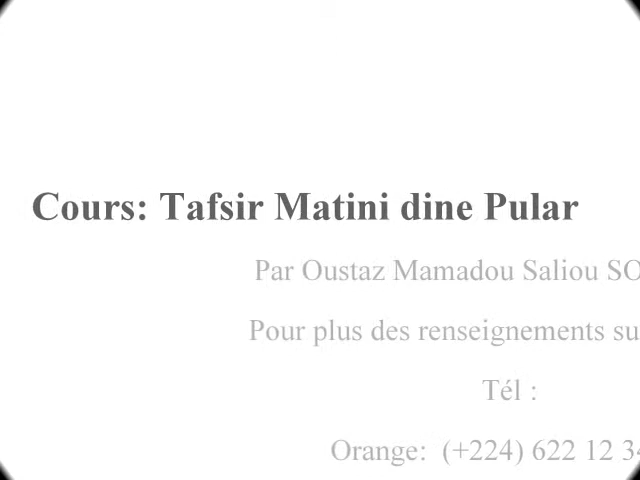 Cours: Tafsir Matini dine Pular
Par Oustaz Mamadou Saliou SO
Pour plus des renseignements su
Tél :
Orange: (+224) 622 12 34